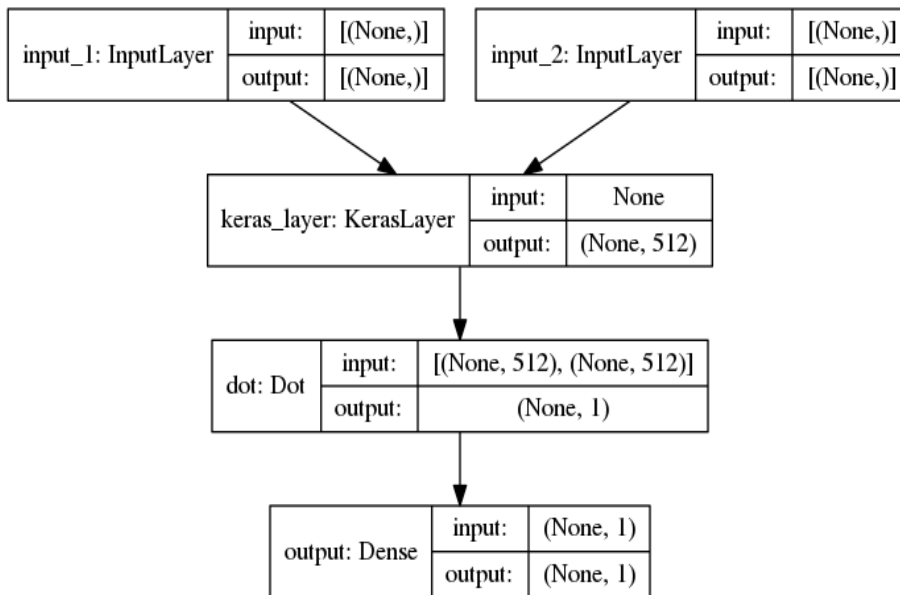 input_1: InputLayer
input: [(None,)]
output: [(None,)]
input_2: InputLayer
input: [(None,)]
output: [(None,)]
keras_layer: KerasLayer
input: None
output: (None, 512)
dot: Dot
input: [(None, 512), (None, 512)]
output: (None, 1)
output: Dense
input: (None, 1)
output: (None, 1)